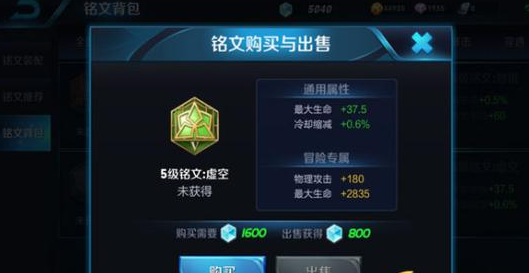 铭文背包
5040
铭文购买与出售
铭文装配
铭文推荐
铭文背包
通用属性
最大生命 +37.5
冷却缩减 +0.6%
5级铭文:虚空
未获得
冒险专属
物理攻击 +180
最大生命 +2835
购买需要 1600 出售获得 800
购买 出售
+0.5%
+37.5